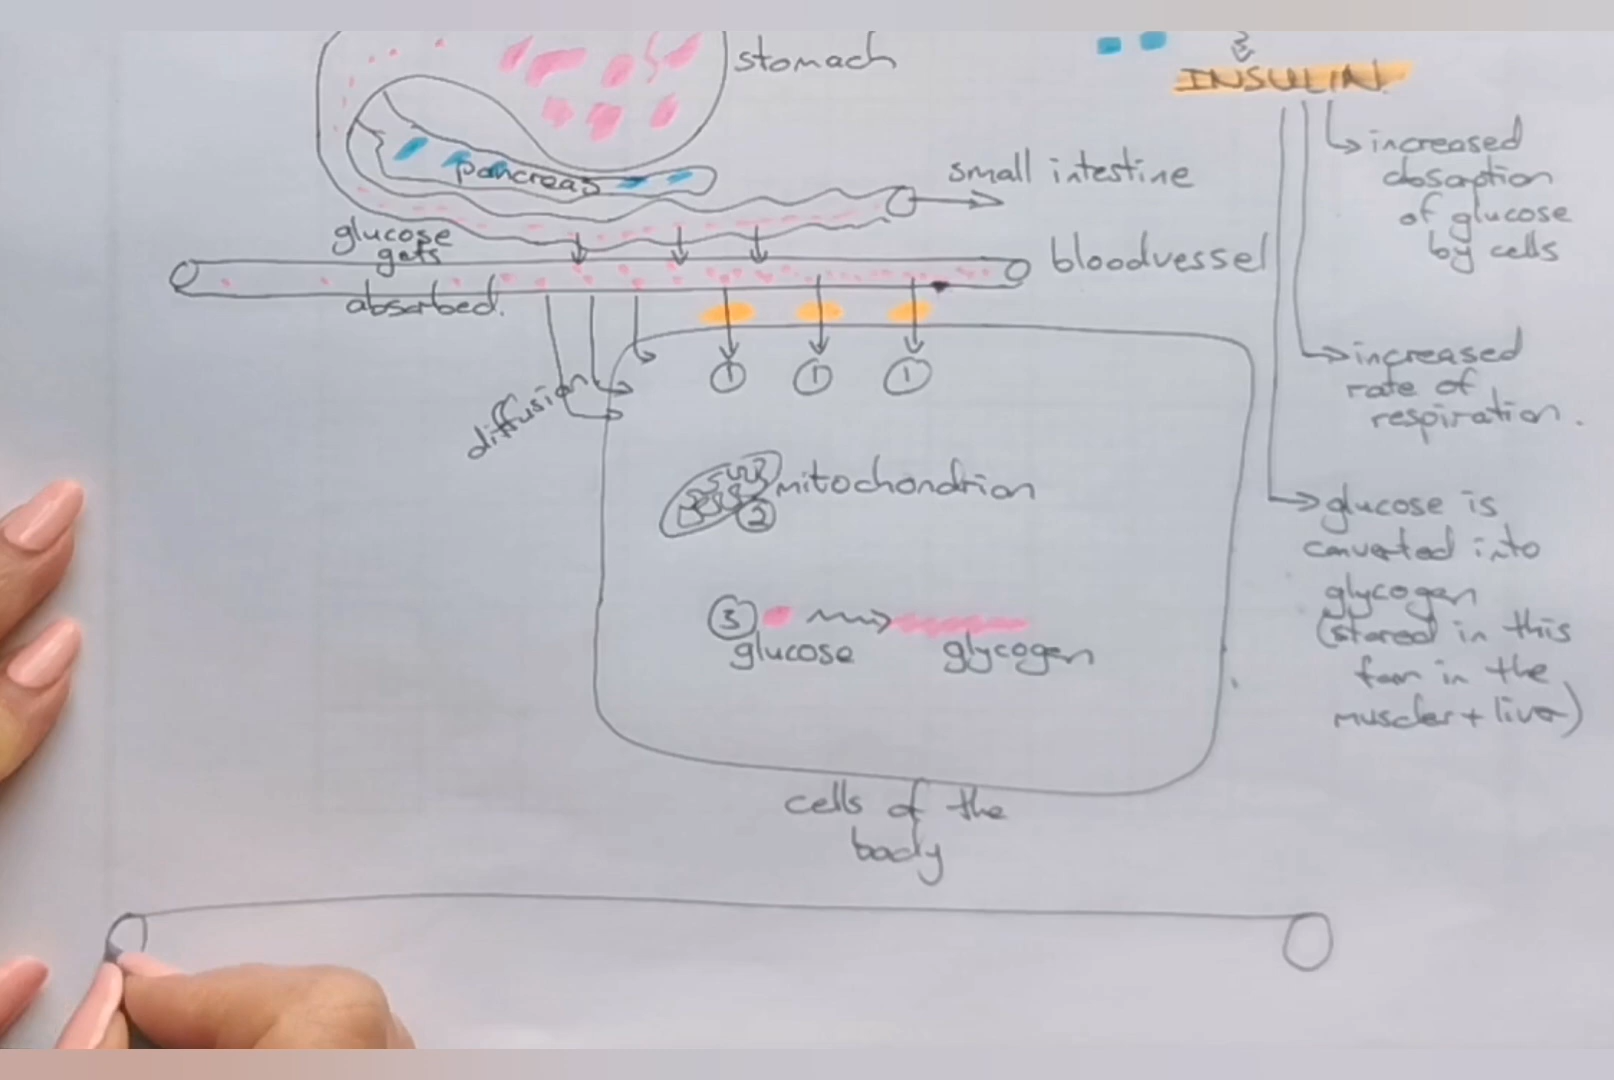 stomach
INSULIN
increased
absorption
of glucose
by cells
pancreas
small intestine
glucose
gets
absorbed.
bloodvessel
1
1
1
diffusion
increased
rate of
respiration.
mitochondrion
2
glucose is
converted into
glycogen
(stored in this
form in the
muscles + liver)
3
glucose
glycogen
cells of the
body